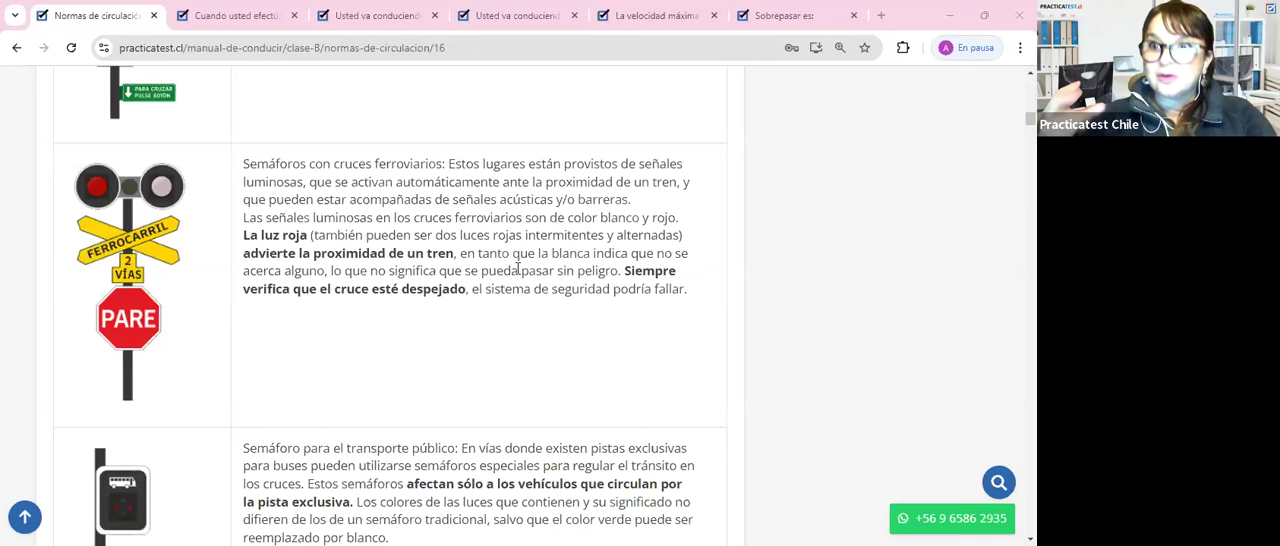 Normas de circulació
Cuando usted efectú
Usted va conduciendo
Usted va conduciend
La velocidad máxima
Sobrepasar es:
practicatest.cl/manual-de-conducir/clase-B/normas-de-circulacion/16
A
En pausa
PRACTICATEST.cl
Practicatest Chile
PARA CRUZAR
PULSE BOTÓN
FERROCARRIL
2
VÍAS
PARE
Semáforos con cruces ferroviarios: Estos lugares están provistos de señales
luminosas, que se activan automáticamente ante la proximidad de un tren, y
que pueden estar acompañadas de señales acústicas y/o barreras.
Las señales luminosas en los cruces ferroviarios son de color blanco y rojo.
La luz roja (también pueden ser dos luces rojas intermitentes y alternadas)
advierte la proximidad de un tren, en tanto que la blanca indica que no se
acerca alguno, lo que no significa que se pueda pasar sin peligro. Siempre
verifica que el cruce esté despejado, el sistema de seguridad podría fallar.
Semáforo para el transporte público: En vías donde existen pistas exclusivas
para buses pueden utilizarse semáforos especiales para regular el tránsito en
los cruces. Estos semáforos afectan sólo a los vehículos que circulan por
la pista exclusiva. Los colores de las luces que contienen y su significado no
difieren de los de un semáforo tradicional, salvo que el color verde puede ser
reemplazado por blanco.
+56 9 6586 2935